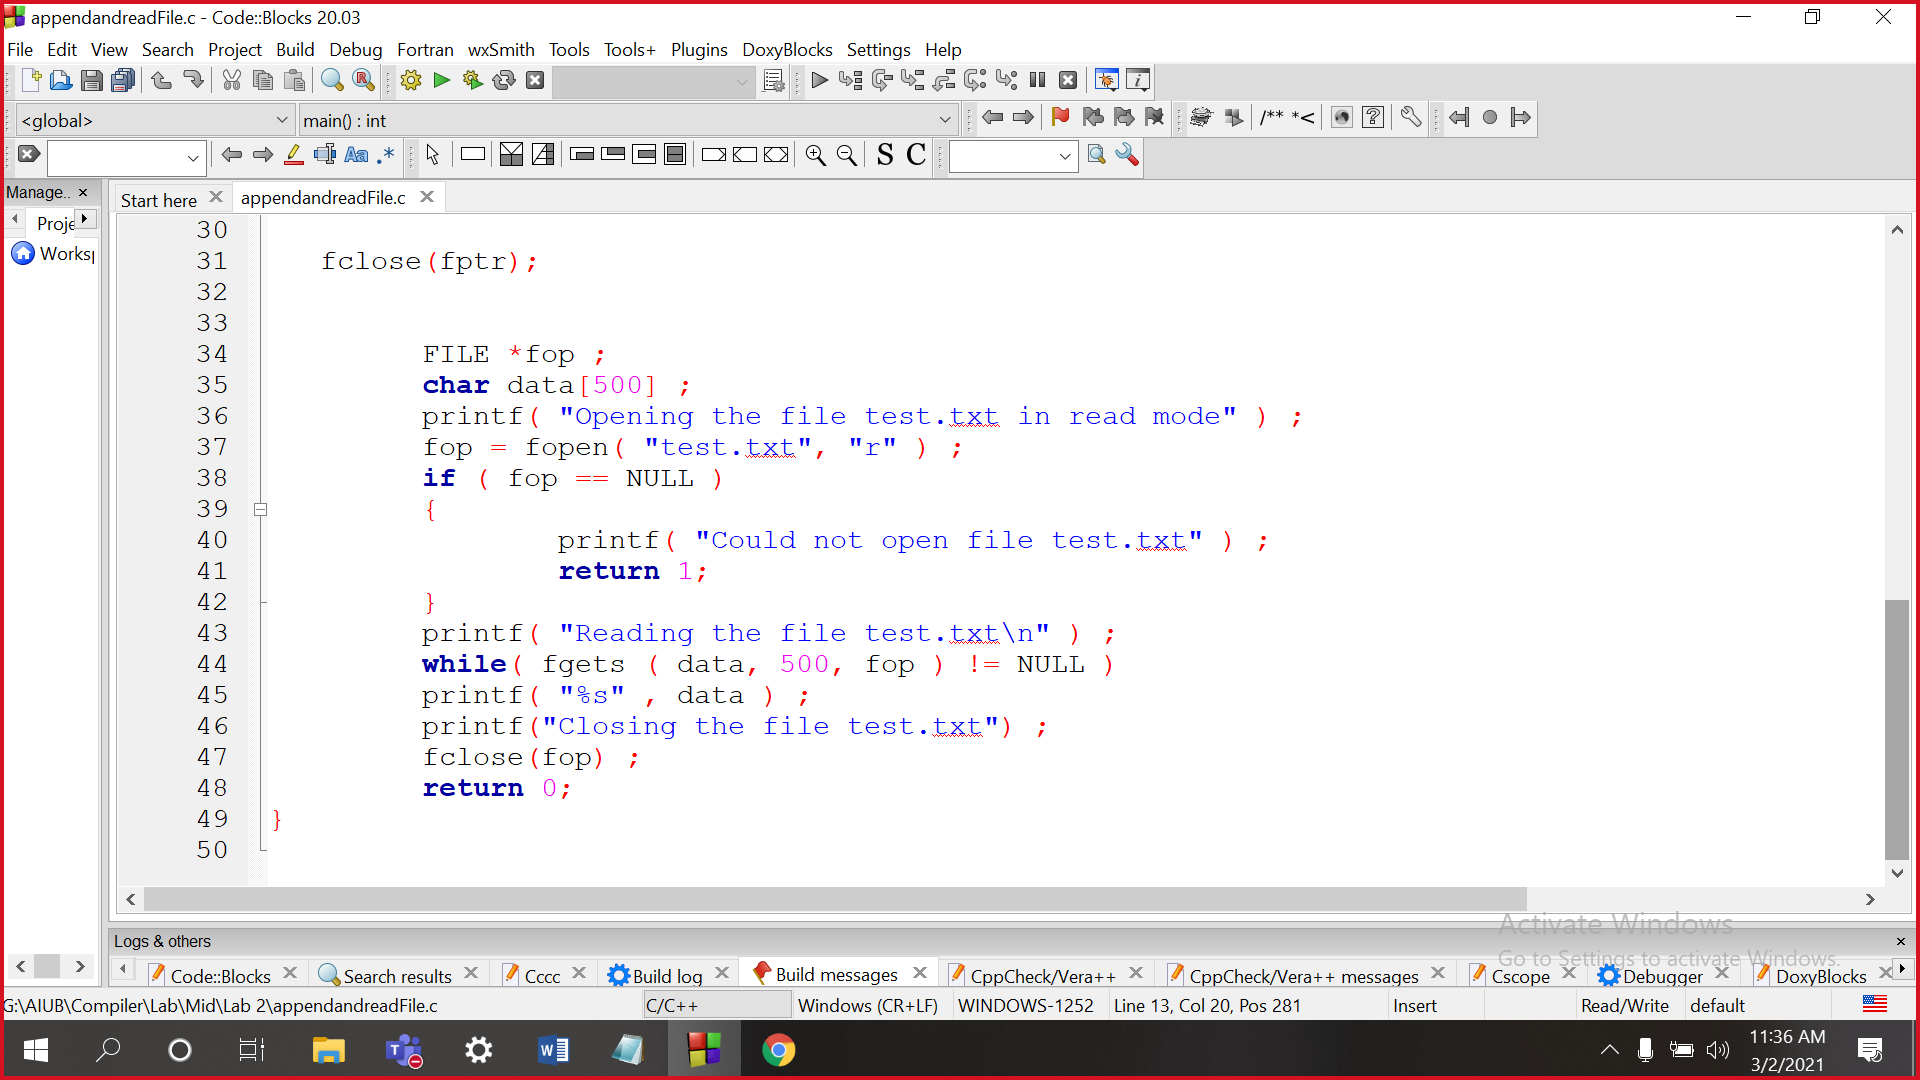 appendandreadFile.c - Code::Blocks 20.03
File Edit View Search Project Build Debug Fortran wxSmith Tools Tools+ Plugins DoxyBlocks Settings Help
<global> main() : int /** *<
Aa .* S C
Manage.. Start here appendandreadFile.c
Proje
Works
30
31 fclose(fptr);
32
33
34 FILE *fop ;
35 char data[500] ;
36 printf( "Opening the file test.txt in read mode" ) ;
37 fop = fopen( "test.txt", "r" ) ;
38 if ( fop == NULL )
39 {
40 printf( "Could not open file test.txt" ) ;
41 return 1;
42 }
43 printf( "Reading the file test.txt\n" ) ;
44 while( fgets ( data, 500, fop ) != NULL )
45 printf( "%s" , data ) ;
46 printf("Closing the file test.txt") ;
47 fclose(fop) ;
48 return 0;
49 }
50
Activate Windows
Go to Settings to activate Windows.
Logs & others
Code::Blocks Search results Cccc Build log Build messages CppCheck/Vera++ CppCheck/Vera++ messages Cscope Debugger DoxyBlocks
G:\AIUB\Compiler\Lab\Mid\Lab 2\appendandreadFile.c C/C++ Windows (CR+LF) WINDOWS-1252 Line 13, Col 20, Pos 281 Insert Read/Write default
11:36 AM
3/2/2021